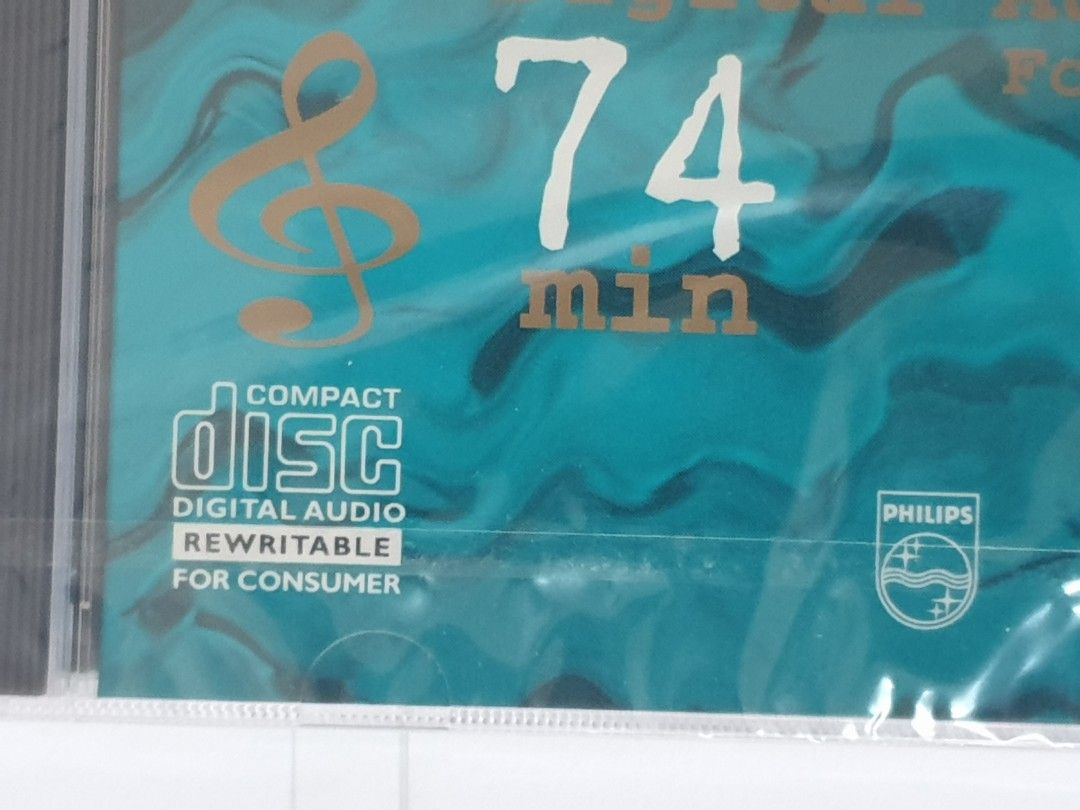 74
min
COMPACT
disc
DIGITAL AUDIO
REWRITABLE
FOR CONSUMER
PHILIPS